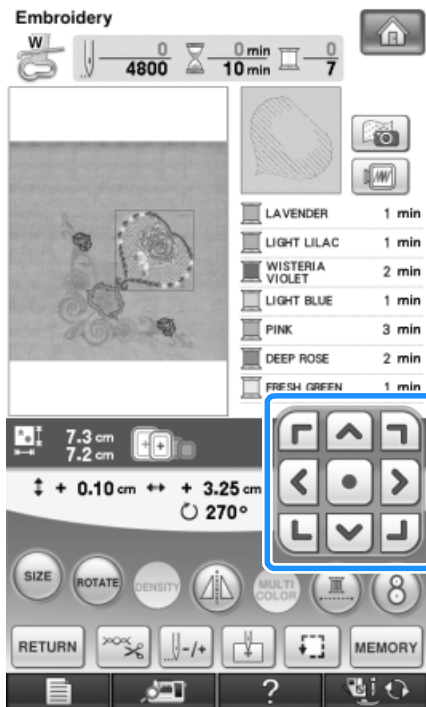 Embroidery
W
0
4800
0 min
10 min
0
7
LAVENDER 1 min
LIGHT LILAC 1 min
WISTERIA
VIOLET 2 min
LIGHT BLUE 1 min
PINK 3 min
DEEP ROSE 2 min
FRESH GREEN 1 min
7.3 cm
7.2 cm
+ 0.10 cm + 3.25 cm
270°
SIZE
ROTATE
DENSITY
MULTI
COLOR
8
RETURN
-/+
MEMORY
?